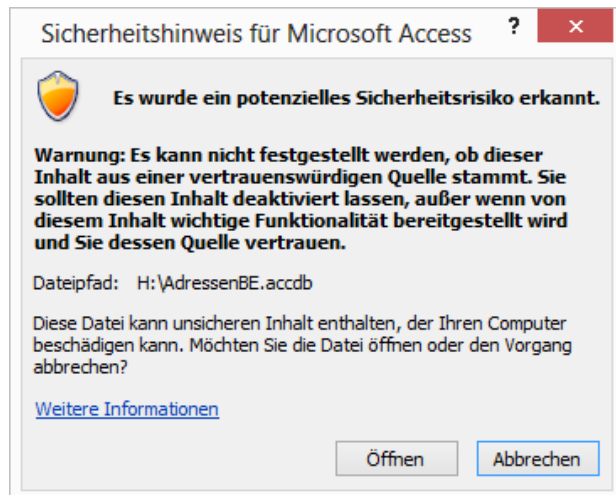 Sicherheitshinweis für Microsoft Access ? ×
Es wurde ein potenzielles Sicherheitsrisiko erkannt.
Warnung: Es kann nicht festgestellt werden, ob dieser
Inhalt aus einer vertrauenswürdigen Quelle stammt. Sie
sollten diesen Inhalt deaktiviert lassen, außer wenn von
diesem Inhalt wichtige Funktionalität bereitgestellt wird
und Sie dessen Quelle vertrauen.
Dateipfad: H:\AdressenBE.accdb
Diese Datei kann unsicheren Inhalt enthalten, der Ihren Computer
beschädigen kann. Möchten Sie die Datei öffnen oder den Vorgang
abbrechen?
Weitere Informationen
Öffnen Abbrechen